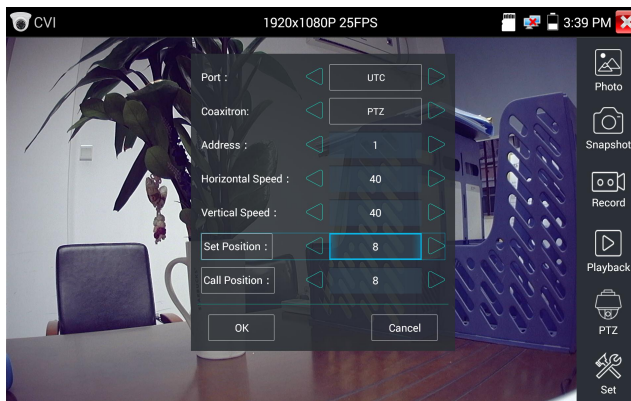 CVI 1920x1080P 25FPS 3:39 PM
Port : UTC
Coaxitron: PTZ
Address : 1
Horizontal Speed : 40
Vertical Speed : 40
Set Position : 8
Call Position : 8
OK Cancel
Photo
Snapshot
Record
Playback
PTZ
Set